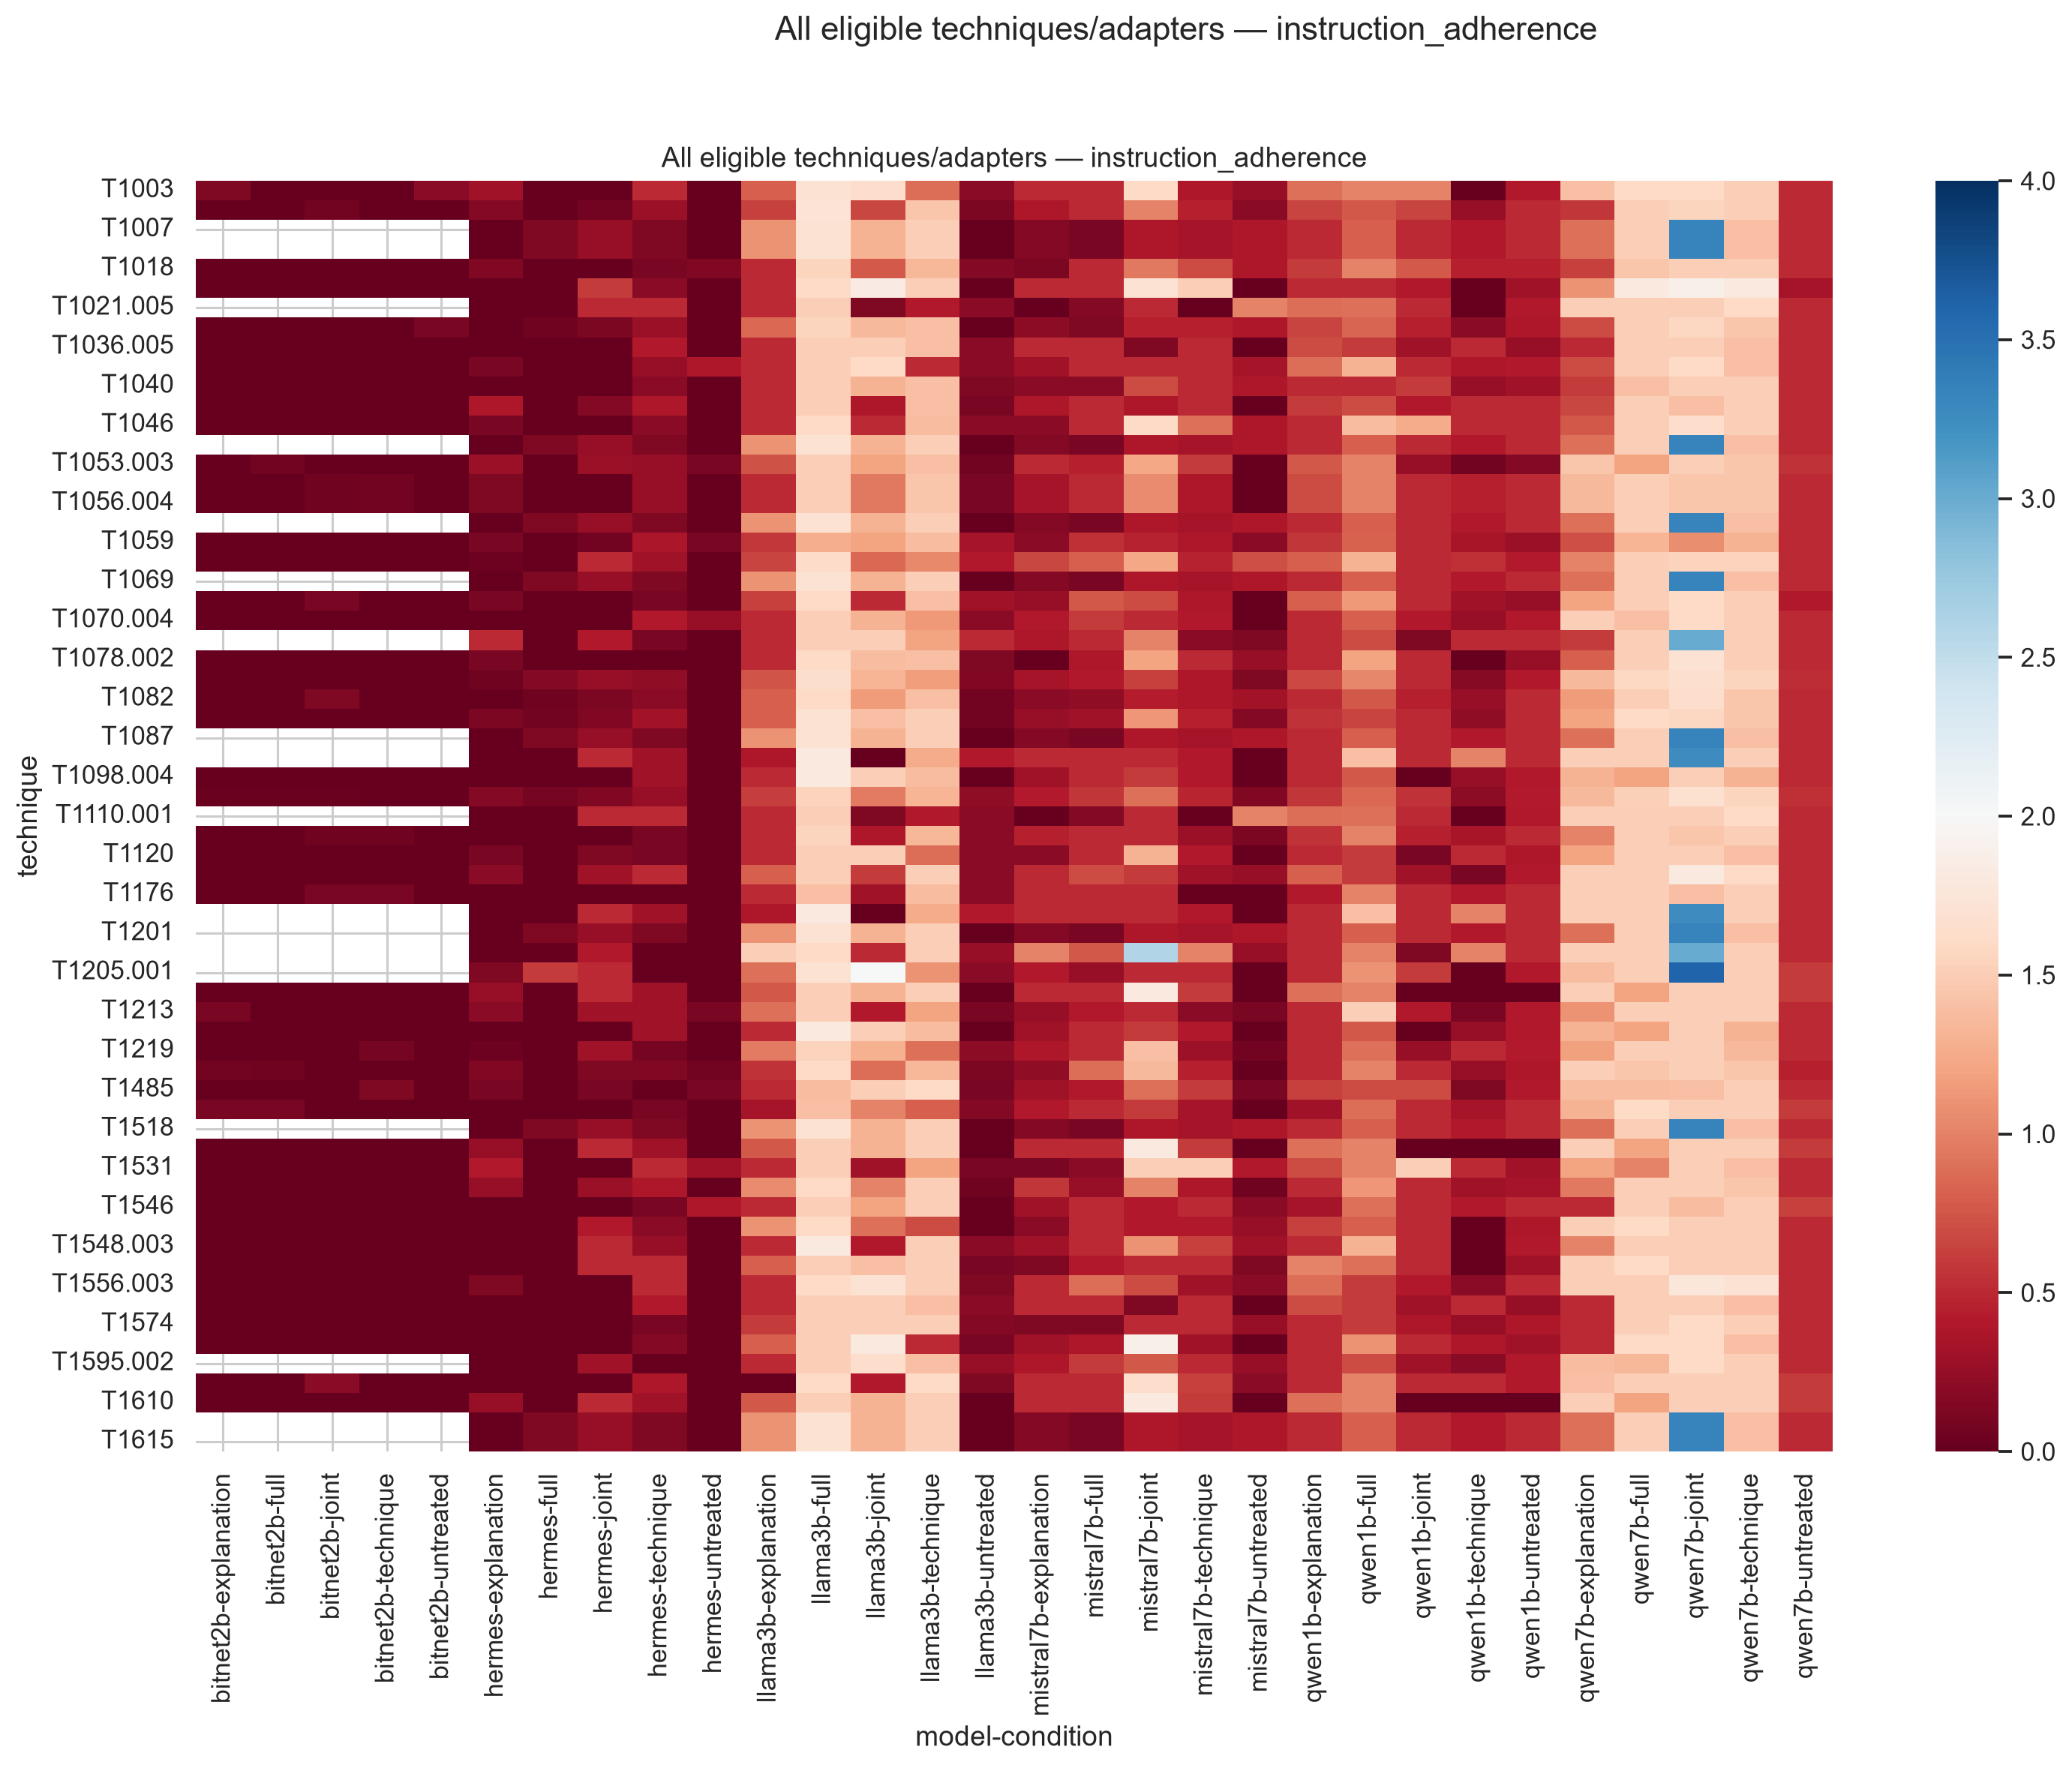 All eligible techniques/adapters — instruction_adherence
All eligible techniques/adapters — instruction_adherence
technique
T1003
T1007
T1018
T1021.005
T1036.005
T1040
T1046
T1053.003
T1056.004
T1059
T1069
T1070.004
T1078.002
T1082
T1087
T1098.004
T1110.001
T1120
T1176
T1201
T1205.001
T1213
T1219
T1485
T1518
T1531
T1546
T1548.003
T1556.003
T1574
T1595.002
T1610
T1615
4.0
3.5
3.0
2.5
2.0
1.5
1.0
0.5
0.0
bitnet2b-explanation
bitnet2b-full
bitnet2b-joint
bitnet2b-technique
bitnet2b-untreated
hermes-explanation
hermes-full
hermes-joint
hermes-technique
hermes-untreated
llama3b-explanation
llama3b-full
llama3b-joint
llama3b-technique
llama3b-untreated
mistral7b-explanation
mistral7b-full
mistral7b-joint
mistral7b-technique
mistral7b-untreated
qwen1b-explanation
qwen1b-full
qwen1b-joint
qwen1b-technique
qwen1b-untreated
qwen7b-explanation
qwen7b-full
qwen7b-joint
qwen7b-technique
qwen7b-untreated
model-condition